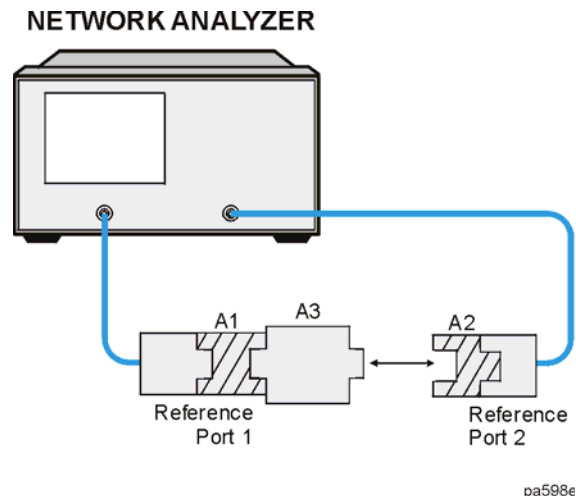 NETWORK ANALYZER
A1
A3
A2
Reference
Port 1
Reference
Port 2
pa598e